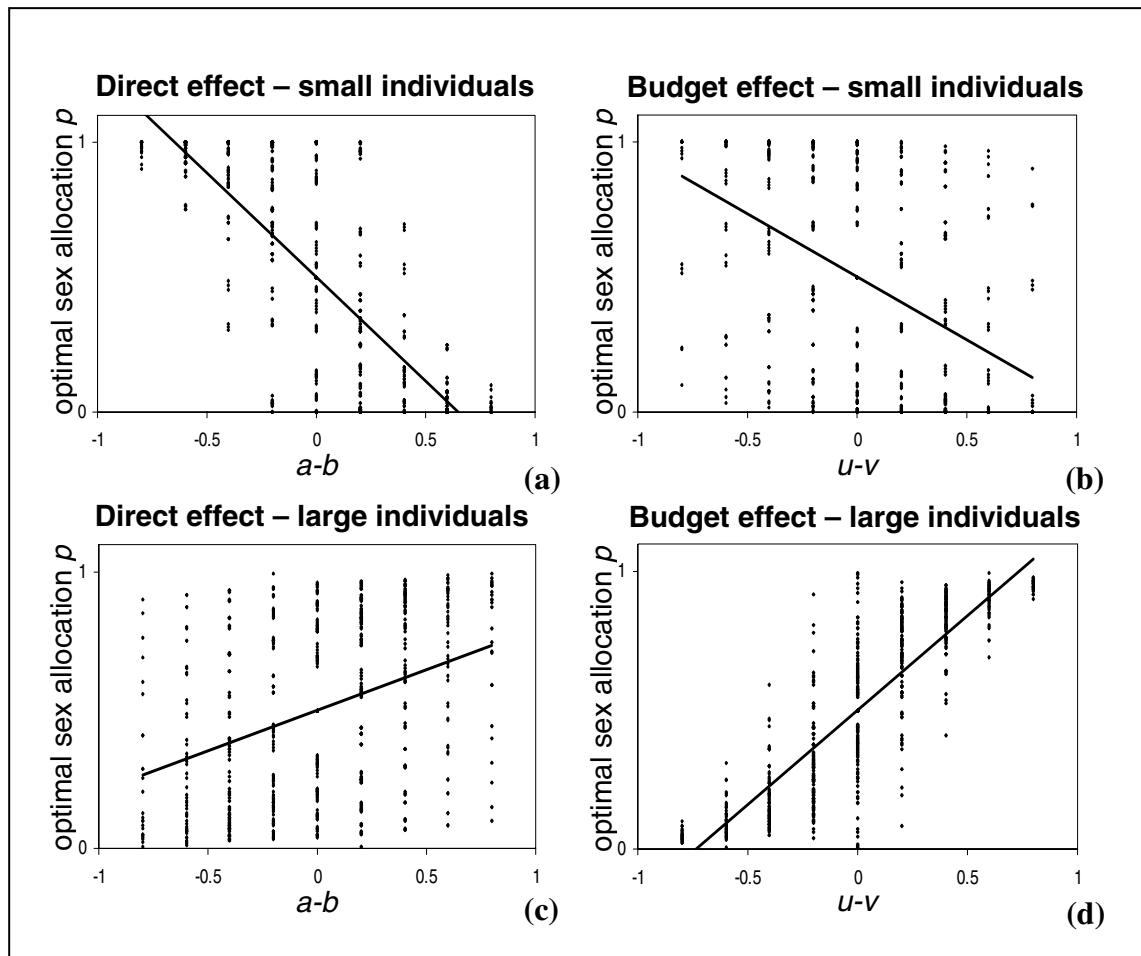 Direct effect – small individuals
optimal sex allocation p
1
0
-1 -0.5 0 0.5 1
a-b
(a)
Budget effect – small individuals
optimal sex allocation p
1
0
-1 -0.5 0 0.5 1
u-v
(b)
Direct effect – large individuals
optimal sex allocation p
1
0
-1 -0.5 0 0.5 1
a-b
(c)
Budget effect – large individuals
optimal sex allocation p
1
0
-1 -0.5 0 0.5 1
u-v
(d)